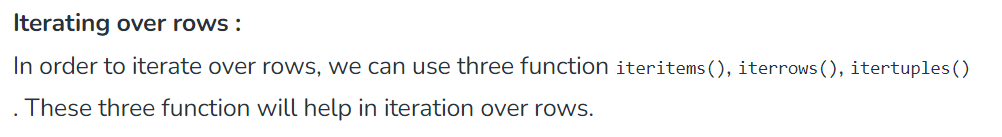 Iterating over rows :
In order to iterate over rows, we can use three function iteritems(), iterrows(), itertuples()
. These three function will help in iteration over rows.